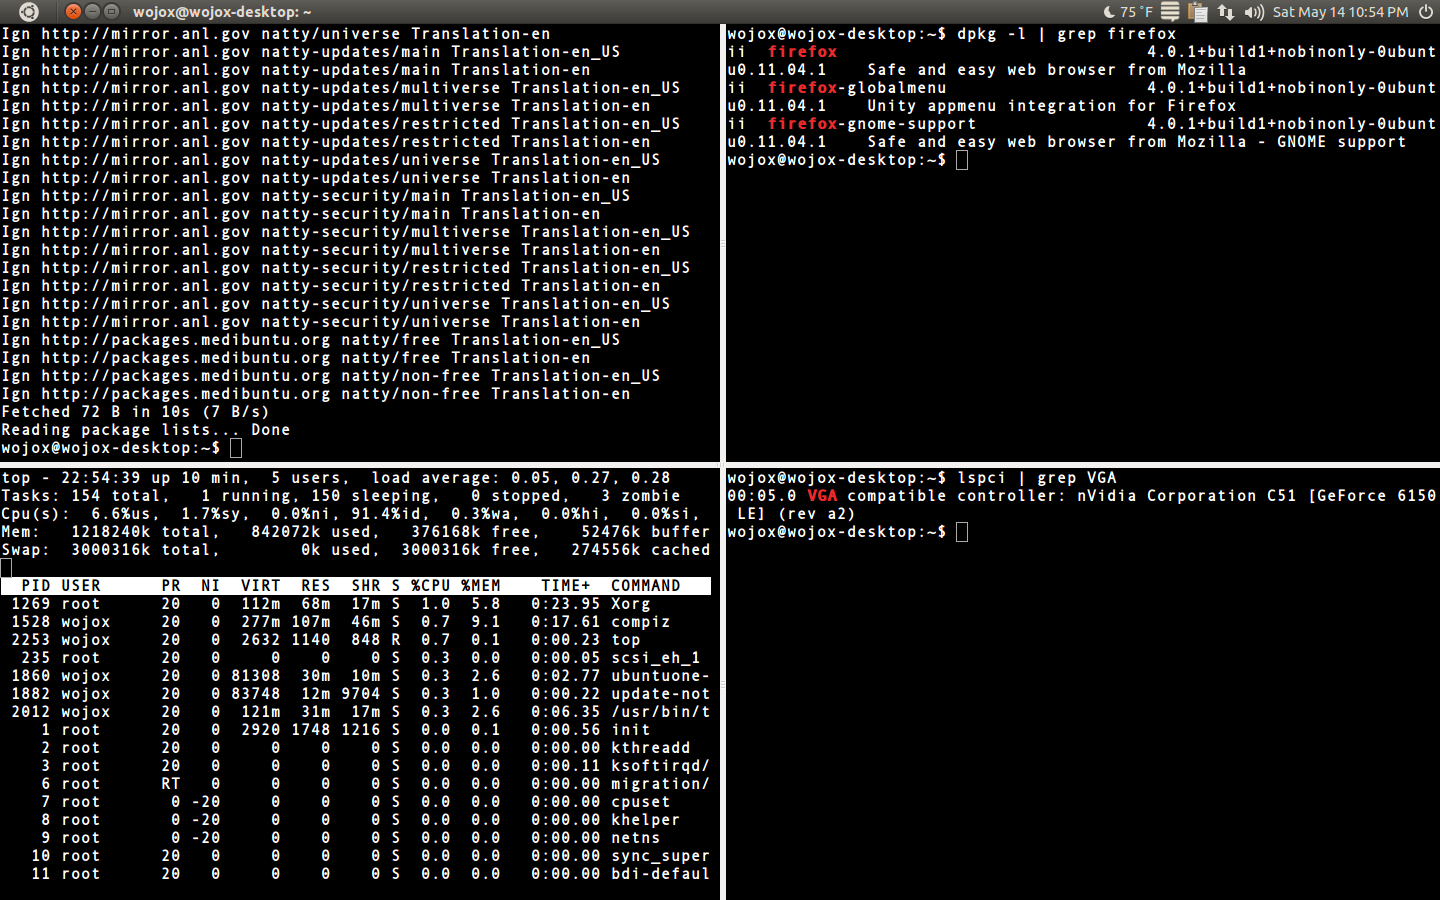 wojox@wojox-desktop: ~
75 °F
Sat May 14 10:54 PM
Ign http://mirror.anl.gov natty/universe Translation-en
Ign http://mirror.anl.gov natty-updates/main Translation-en_US
Ign http://mirror.anl.gov natty-updates/main Translation-en
Ign http://mirror.anl.gov natty-updates/multiverse Translation-en_US
Ign http://mirror.anl.gov natty-updates/multiverse Translation-en
Ign http://mirror.anl.gov natty-updates/restricted Translation-en_US
Ign http://mirror.anl.gov natty-updates/restricted Translation-en
Ign http://mirror.anl.gov natty-updates/universe Translation-en_US
Ign http://mirror.anl.gov natty-updates/universe Translation-en
Ign http://mirror.anl.gov natty-security/main Translation-en_US
Ign http://mirror.anl.gov natty-security/main Translation-en
Ign http://mirror.anl.gov natty-security/multiverse Translation-en_US
Ign http://mirror.anl.gov natty-security/multiverse Translation-en
Ign http://mirror.anl.gov natty-security/restricted Translation-en_US
Ign http://mirror.anl.gov natty-security/restricted Translation-en
Ign http://mirror.anl.gov natty-security/universe Translation-en_US
Ign http://mirror.anl.gov natty-security/universe Translation-en
Ign http://packages.medibuntu.org natty/free Translation-en_US
Ign http://packages.medibuntu.org natty/free Translation-en
Ign http://packages.medibuntu.org natty/non-free Translation-en_US
Ign http://packages.medibuntu.org natty/non-free Translation-en
Fetched 72 B in 10s (7 B/s)
Reading package lists... Done
wojox@wojox-desktop:~$
wojox@wojox-desktop:~$ dpkg -l | grep firefox
ii  firefox                               4.0.1+build1+nobinonly-0ubunt
u0.11.04.1    Safe and easy web browser from Mozilla
ii  firefox-globalmenu                    4.0.1+build1+nobinonly-0ubunt
u0.11.04.1    Unity appmenu integration for Firefox
ii  firefox-gnome-support                 4.0.1+build1+nobinonly-0ubunt
u0.11.04.1    Safe and easy web browser from Mozilla - GNOME support
wojox@wojox-desktop:~$
top - 22:54:39 up 10 min,  5 users,  load average: 0.05, 0.27, 0.28
Tasks: 154 total,   1 running, 150 sleeping,   0 stopped,   3 zombie
Cpu(s):  6.6%us,  1.7%sy,  0.0%ni, 91.4%id,  0.3%wa,  0.0%hi,  0.0%si,
Mem:   1218240k total,   842072k used,   376168k free,    52476k buffer
Swap:  3000316k total,        0k used,  3000316k free,   274556k cached
  PID USER      PR  NI  VIRT  RES  SHR S %CPU %MEM    TIME+  COMMAND
 1269 root      20   0  112m  68m  17m S  1.0  5.8   0:23.95 Xorg
 1528 wojox     20   0  277m 107m  46m S  0.7  9.1   0:17.61 compiz
 2253 wojox     20   0  2632 1140  848 R  0.7  0.1   0:00.23 top
  235 root      20   0     0    0    0 S  0.3  0.0   0:00.05 scsi_eh_1
 1860 wojox     20   0 81308  30m  10m S  0.3  2.6   0:02.77 ubuntuone-
 1882 wojox     20   0 83748  12m 9704 S  0.3  1.0   0:00.22 update-not
 2012 wojox     20   0  121m  31m  17m S  0.3  2.6   0:06.35 /usr/bin/t
    1 root      20   0  2920 1748 1216 S  0.0  0.1   0:00.56 init
    2 root      20   0     0    0    0 S  0.0  0.0   0:00.00 kthreadd
    3 root      20   0     0    0    0 S  0.0  0.0   0:00.11 ksoftirqd/
    6 root      RT   0     0    0    0 S  0.0  0.0   0:00.00 migration/
    7 root       0 -20     0    0    0 S  0.0  0.0   0:00.00 cpuset
    8 root       0 -20     0    0    0 S  0.0  0.0   0:00.00 khelper
    9 root       0 -20     0    0    0 S  0.0  0.0   0:00.00 netns
   10 root      20   0     0    0    0 S  0.0  0.0   0:00.00 sync_super
   11 root      20   0     0    0    0 S  0.0  0.0   0:00.00 bdi-defaul
wojox@wojox-desktop:~$ lspci | grep VGA
00:05.0 VGA compatible controller: nVidia Corporation C51 [GeForce 6150
 LE] (rev a2)
wojox@wojox-desktop:~$